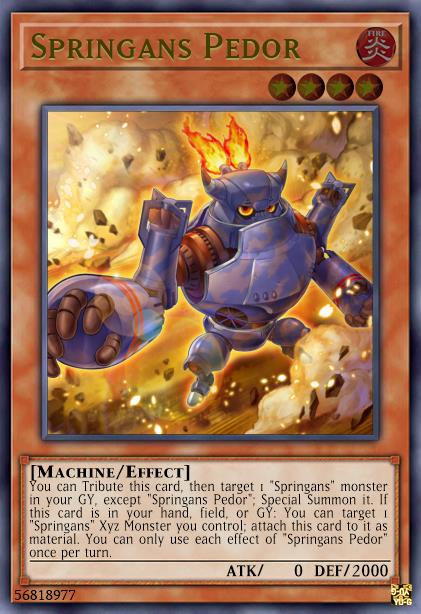 SPRINGANS PEDOR
FIRE
炎
[MACHINE/EFFECT]
You can Tribute this card, then target 1 "Springans" monster
in your GY, except "Springans Pedor"; Special Summon it. If
this card is in your hand, field, or GY: You can target 1
"Springans" Xyz Monster you control; attach this card to it as
material. You can only use each effect of "Springans Pedor"
once per turn.
ATK/ 0 DEF/2000
56818977